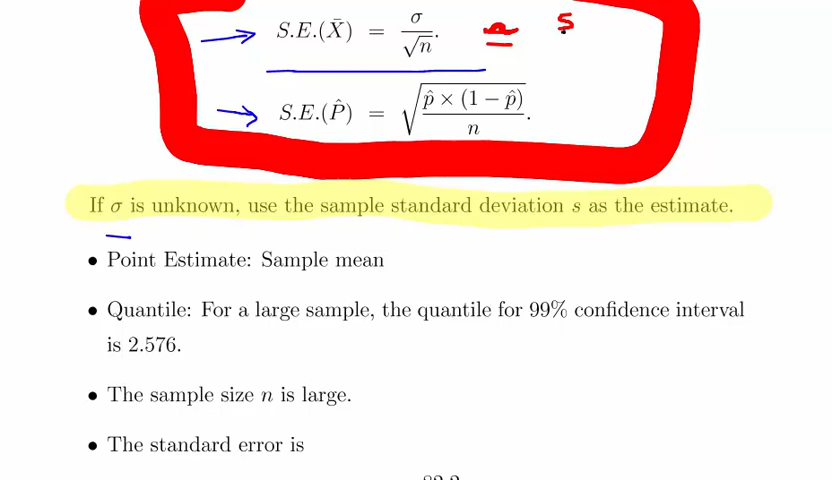 S.E.(X̄) = σ/√n. S
S.E.(P̂) = √(p̂ × (1 − p̂)/n).
If σ is unknown, use the sample standard deviation s as the estimate.
• Point Estimate: Sample mean
• Quantile: For a large sample, the quantile for 99% confidence interval
is 2.576.
• The sample size n is large.
• The standard error is